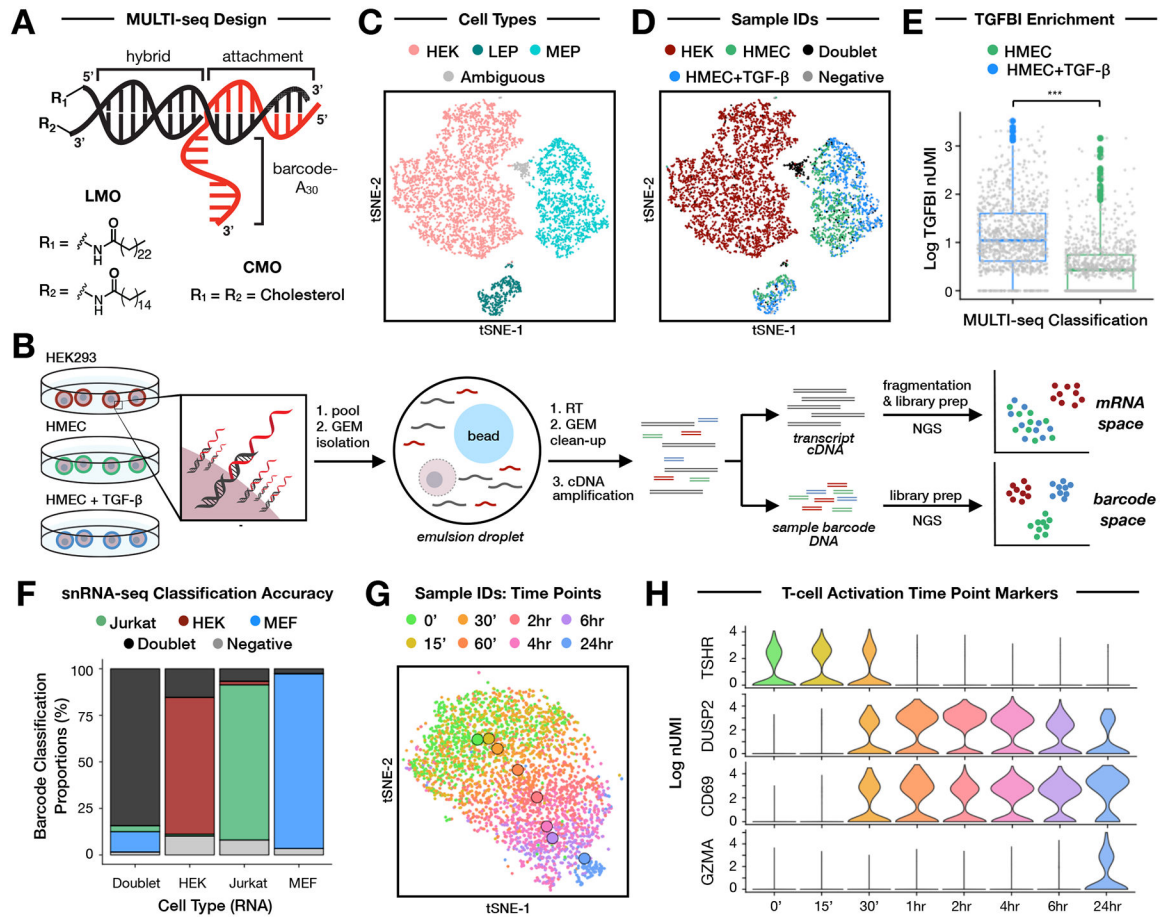 A
MULTI-seq Design
hybrid
attachment
5’
R1
R2
3’
3’
5’
barcode-
A30
3’
LMO
R1 =
N
H
O
22
R2 =
N
H
O
14
CMO
R1 = R2 = Cholesterol
C
Cell Types
HEK
LEP
MEP
Ambiguous
tSNE-2
tSNE-1
D
Sample IDs
HEK
HMEC
Doublet
HMEC+TGF-β
Negative
tSNE-2
tSNE-1
E
TGFBI Enrichment
HMEC
HMEC+TGF-β
***
Log TGFBI nUMI
3
2
1
0
MULTI-seq Classification
B
HEK293
HMEC
HMEC + TGF-β
-
1. pool
2. GEM
isolation
bead
emulsion droplet
1. RT
2. GEM
clean-up
3. cDNA
amplification
transcript
cDNA
sample barcode
DNA
fragmentation
& library prep
NGS
library prep
NGS
mRNA
space
barcode
space
F
snRNA-seq Classification Accuracy
Jurkat
HEK
MEF
Doublet
Negative
Barcode Classification
Proportions (%)
100
75
50
25
0
Doublet
HEK
Jurkat
MEF
Cell Type (RNA)
G
Sample IDs: Time Points
0’
30’
2hr
6hr
15’
60’
4hr
24hr
tSNE-2
tSNE-1
H
T-cell Activation Time Point Markers
Log nUMI
TSHR
4
2
0
DUSP2
4
2
0
CD69
4
2
0
GZMA
4
2
0
0’
15’
30’
1hr
2hr
4hr
6hr
24hr